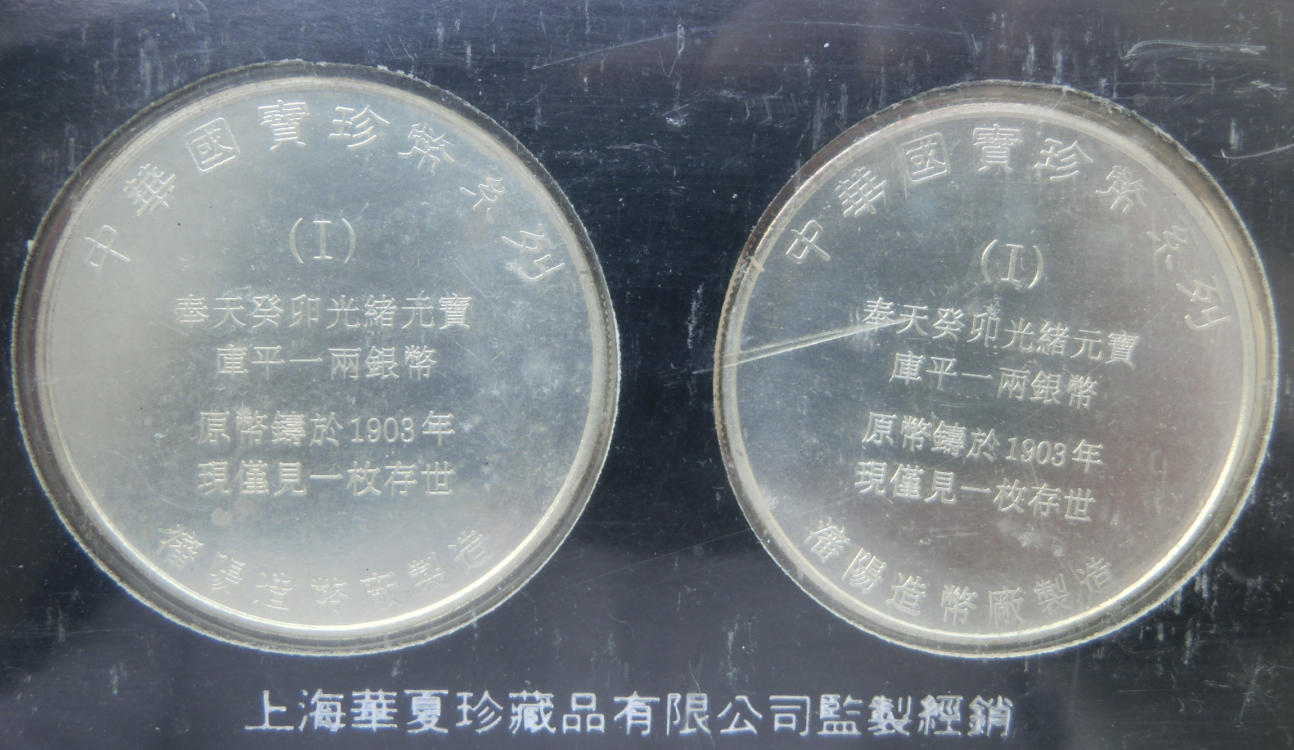 中華國寶珍幣系列
(I)
奉天癸卯光緒元寶
庫平一兩銀幣
原幣鑄於1903年
現僅見一枚存世
瀋陽造幣廠製造
中華國寶珍幣系列
(I)
奉天癸卯光緒元寶
庫平一兩銀幣
原幣鑄於1903年
現僅見一枚存世
瀋陽造幣廠製造
上海華夏珍藏品有限公司監製經銷